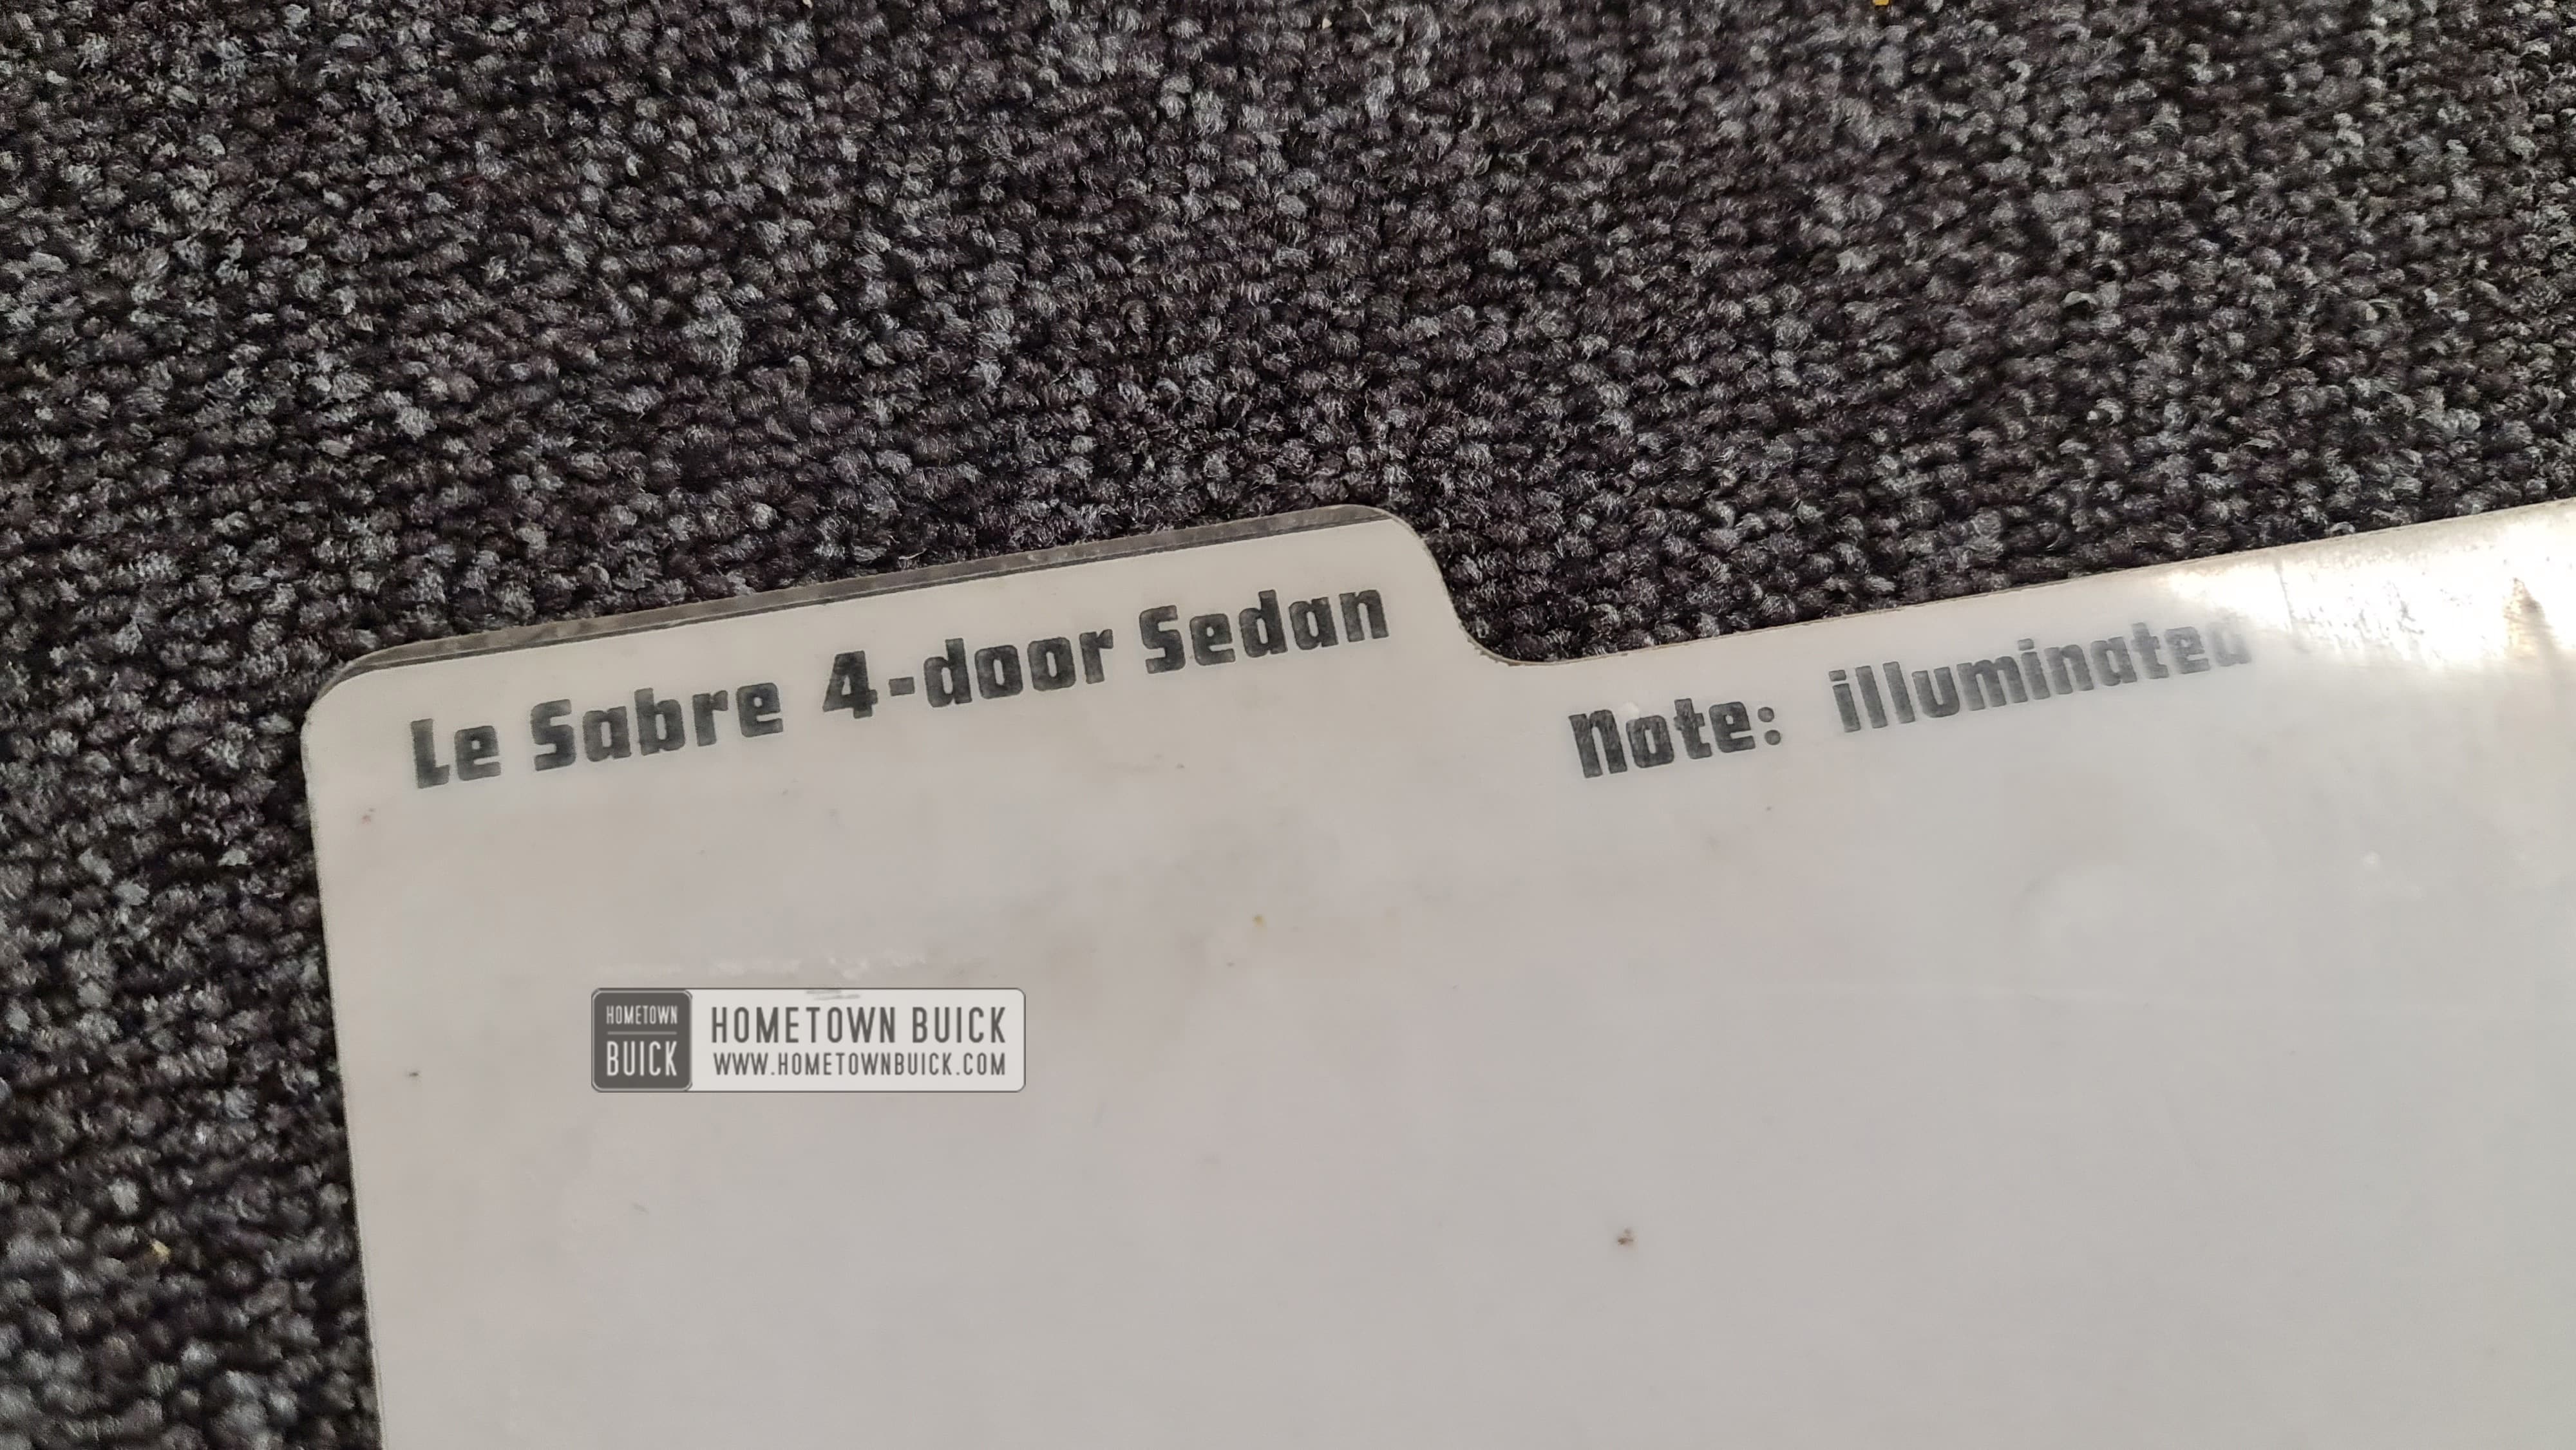 Le Sabre 4-door Sedan
Note: illuminated
HOMETOWN
BUICK
HOMETOWN BUICK
WWW.HOMETOWNBUICK.COM